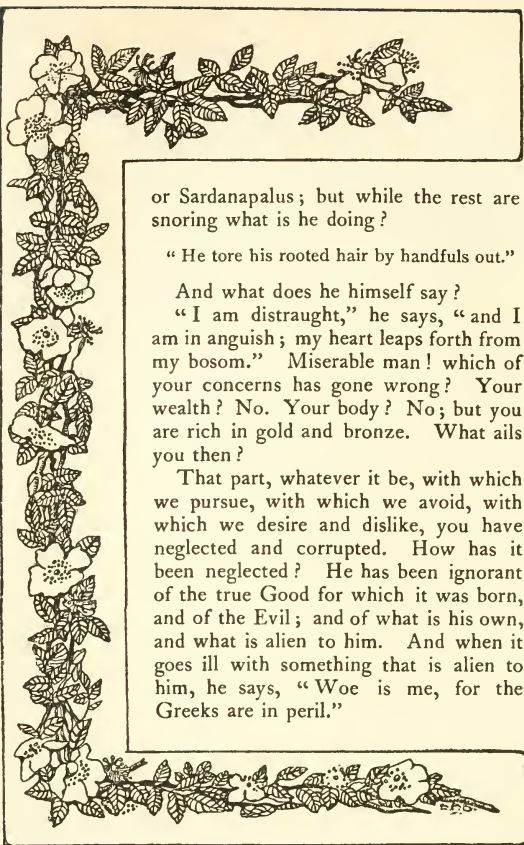 or Sardanapalus; but while the rest are
snoring what is he doing?
“He tore his rooted hair by handfuls out.”
And what does he himself say?
“I am distraught,” he says, “and I
am in anguish; my heart leaps forth from
my bosom.” Miserable man! which of
your concerns has gone wrong? Your
wealth? No. Your body? No; but you
are rich in gold and bronze. What ails
you then?
That part, whatever it be, with which
we pursue, with which we avoid, with
which we desire and dislike, you have
neglected and corrupted. How has it
been neglected? He has been ignorant
of the true Good for which it was born,
and of the Evil; and of what is his own,
and what is alien to him. And when it
goes ill with something that is alien to
him, he says, “Woe is me, for the
Greeks are in peril.”